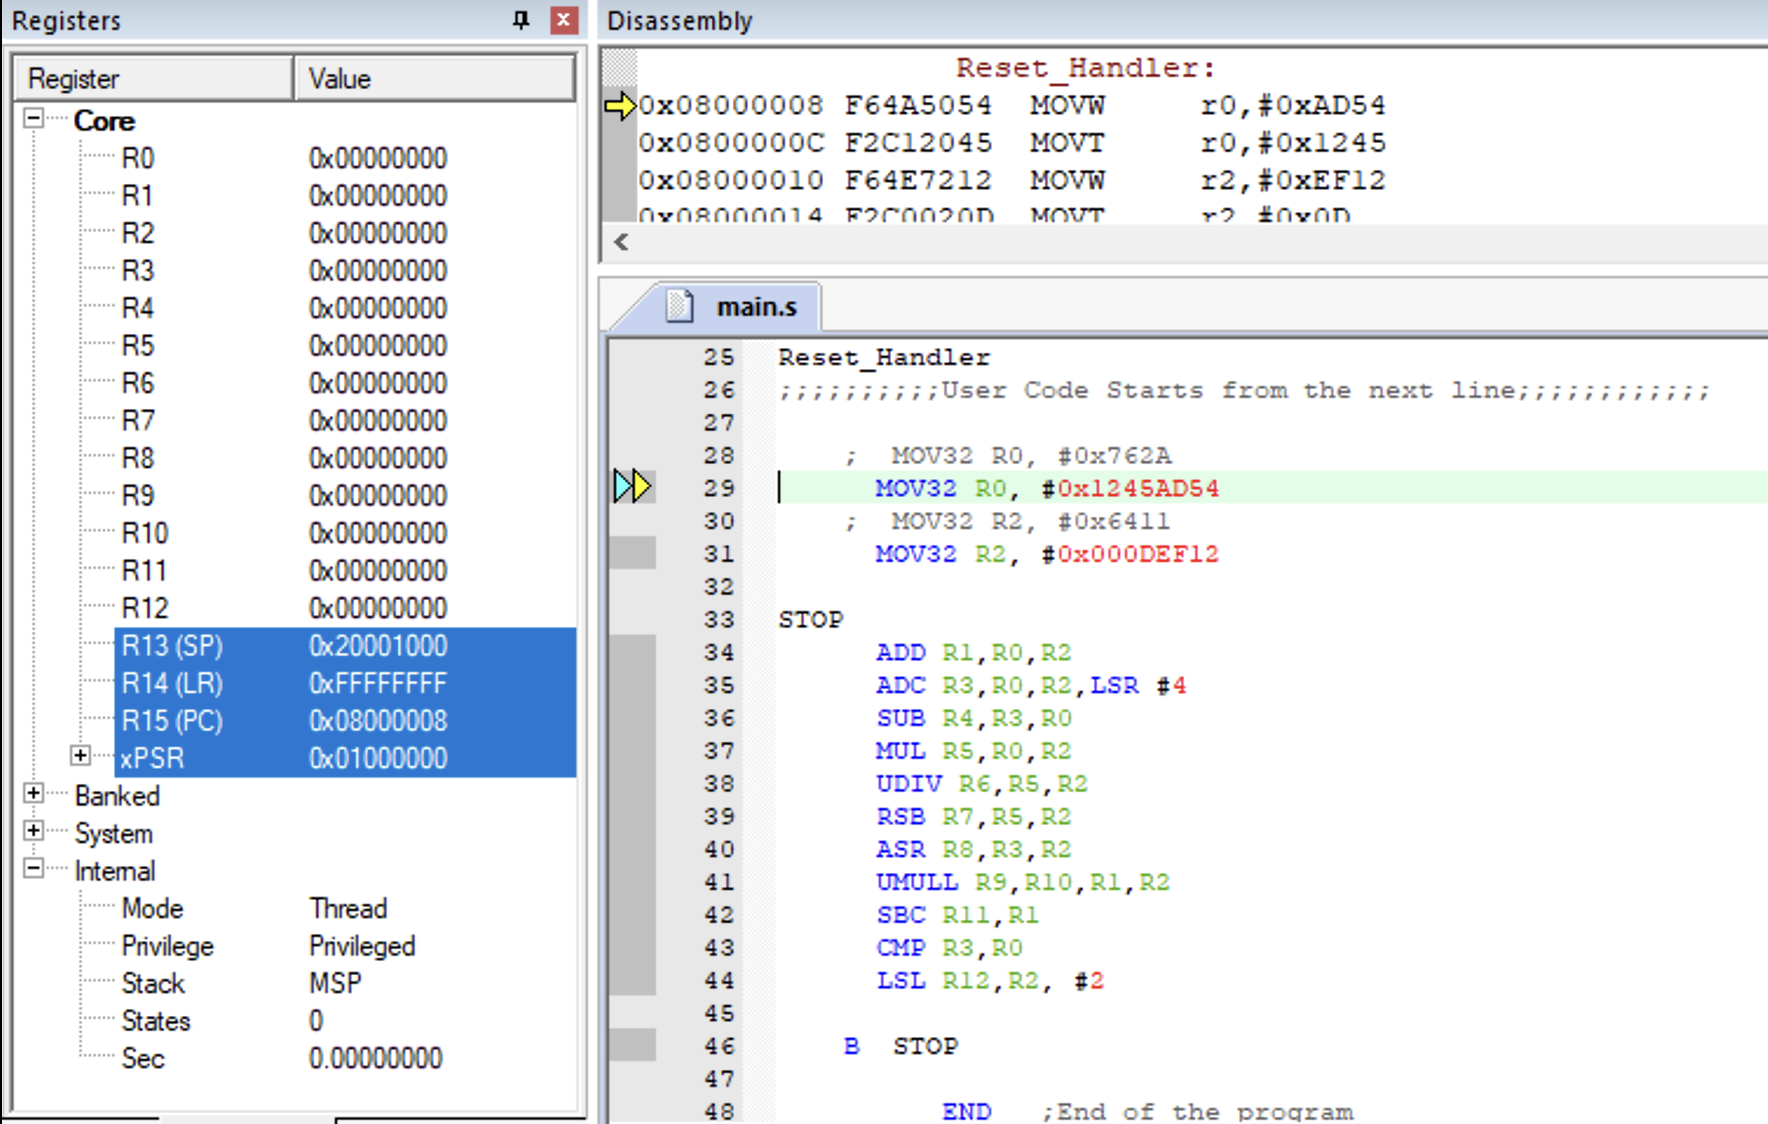 Registers
Register Value
Core
R0 0x00000000
R1 0x00000000
R2 0x00000000
R3 0x00000000
R4 0x00000000
R5 0x00000000
R6 0x00000000
R7 0x00000000
R8 0x00000000
R9 0x00000000
R10 0x00000000
R11 0x00000000
R12 0x00000000
R13 (SP) 0x20001000
R14 (LR) 0xFFFFFFFF
R15 (PC) 0x08000008
xPSR 0x01000000
Banked
System
Internal
Mode Thread
Privilege Privileged
Stack MSP
States 0
Sec 0.00000000
Disassembly
Reset_Handler:
0x08000008 F64A5054 MOVW r0,#0xAD54
0x0800000C F2C12045 MOVT r0,#0x1245
0x08000010 F64E7212 MOVW r2,#0xEF12
0x08000014 F2C0020D MOVT r2,#0x0D
main.s
25 Reset_Handler
26 ;;;;;;;;;;User Code Starts from the next line;;;;;;;;;;;;
27
28 ; MOV32 R0, #0x762A
29 MOV32 R0, #0x1245AD54
30 ; MOV32 R2, #0x6411
31 MOV32 R2, #0x000DEF12
32
33 STOP
34 ADD R1,R0,R2
35 ADC R3,R0,R2,LSR #4
36 SUB R4,R3,R0
37 MUL R5,R0,R2
38 UDIV R6,R5,R2
39 RSB R7,R5,R2
40 ASR R8,R3,R2
41 UMULL R9,R10,R1,R2
42 SBC R11,R1
43 CMP R3,R0
44 LSL R12,R2, #2
45
46 B STOP
47
48 END ;End of the program